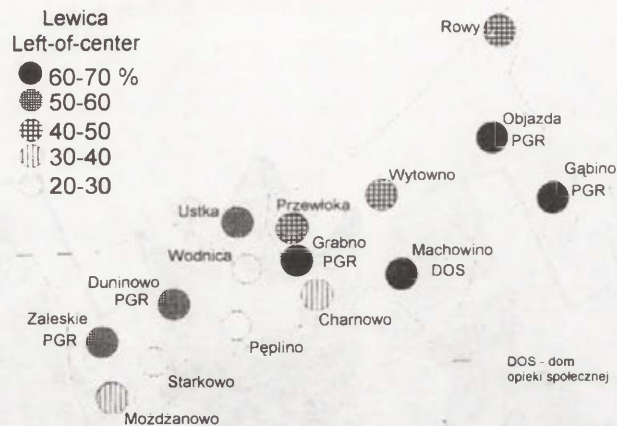 Lewica
Left-of-center
60-70 %
50-60
40-50
30-40
20-30
Rowy
Objazda
PGR
Gąbino
PGR
Wytowno
Ustka
Przewłoka
Wodnica
Grabno
PGR
Machowino
DOS
Duninowo
PGR
Charnowo
Zaleskie
PGR
Pęplino
Starkowo
Możdżanowo
DOS - dom
opieki społecznej